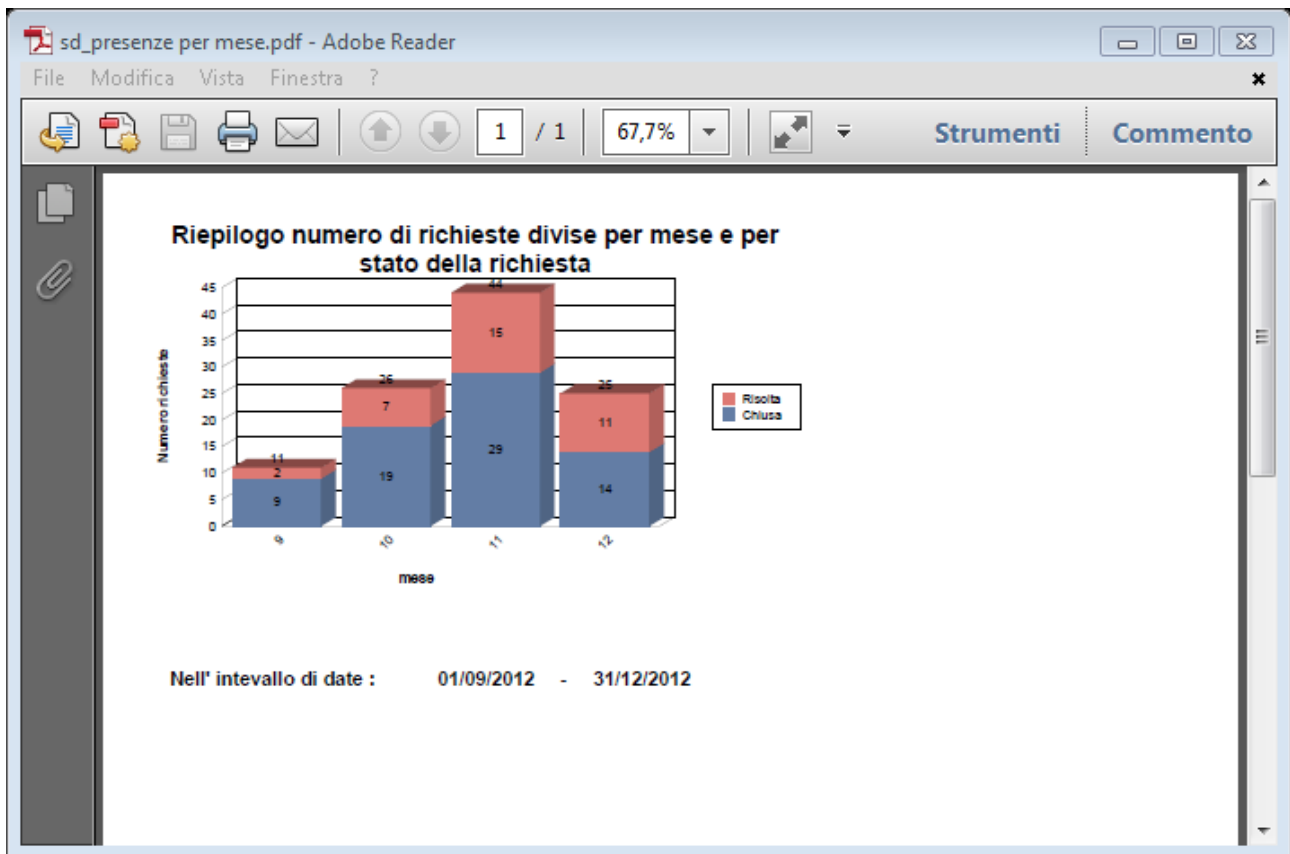 sd_presenze per mese.pdf - Adobe Reader
File Modifica Vista Finestra ?
1 / 1 67,7% Strumenti Commento
Riepilogo numero di richieste divise per mese e per
stato della richiesta
45
40
35
30
25
20
15
10
5
0
Numero richieste
11
2
9
26
7
19
44
15
29
25
11
14
9 10 11 12
mese
Risolta
Chiusa
Nell' intevallo di date : 01/09/2012 - 31/12/2012